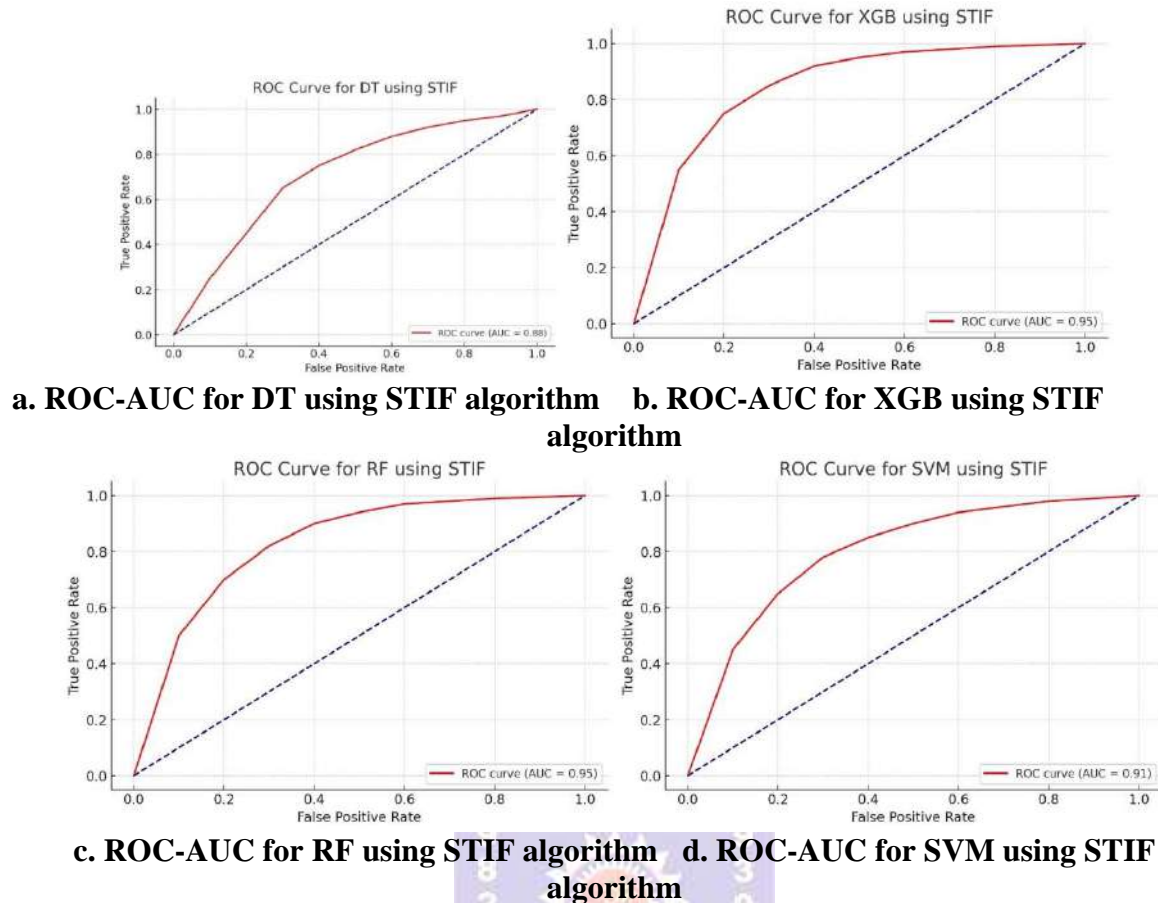 ROC Curve for DT using STIF
1.0
0.8
0.6
0.4
0.2
0.0
True Positive Rate
0.0 0.2 0.4 0.6 0.8 1.0
False Positive Rate
ROC curve (AUC = 0.88)
ROC Curve for XGB using STIF
1.0
0.8
0.6
0.4
0.2
0.0
True Positive Rate
0.0 0.2 0.4 0.6 0.8 1.0
False Positive Rate
ROC curve (AUC = 0.95)
a. ROC-AUC for DT using STIF algorithm b. ROC-AUC for XGB using STIF
algorithm
ROC Curve for RF using STIF
1.0
0.8
0.6
0.4
0.2
0.0
True Positive Rate
0.0 0.2 0.4 0.6 0.8 1.0
False Positive Rate
ROC curve (AUC = 0.95)
ROC Curve for SVM using STIF
1.0
0.8
0.6
0.4
0.2
0.0
True Positive Rate
0.0 0.2 0.4 0.6 0.8 1.0
False Positive Rate
ROC curve (AUC = 0.91)
c. ROC-AUC for RF using STIF algorithm d. ROC-AUC for SVM using STIF
algorithm